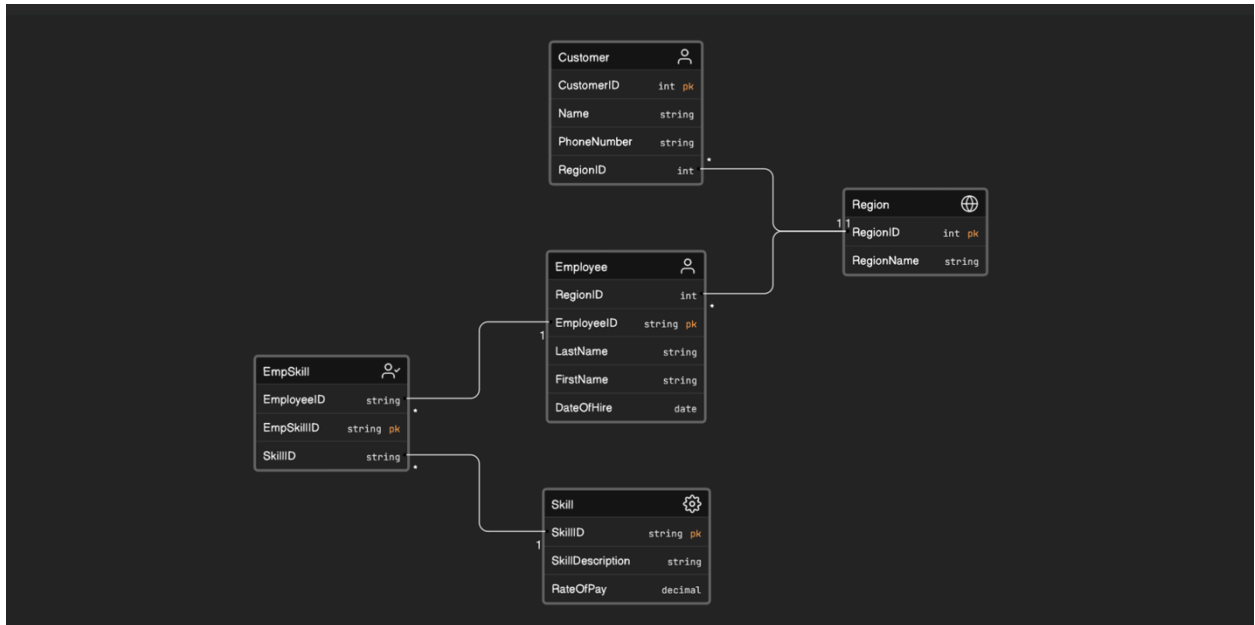 Customer
CustomerID int pk
Name string
PhoneNumber string
RegionID int
*
Region
1 1
RegionID int pk
RegionName string
Employee
RegionID int
*
EmployeeID string pk
1
LastName string
FirstName string
DateOfHire date
EmpSkill
EmployeeID string
*
EmpSkillID string pk
SkillID string
*
Skill
SkillID string pk
1
SkillDescription string
RateOfPay decimal